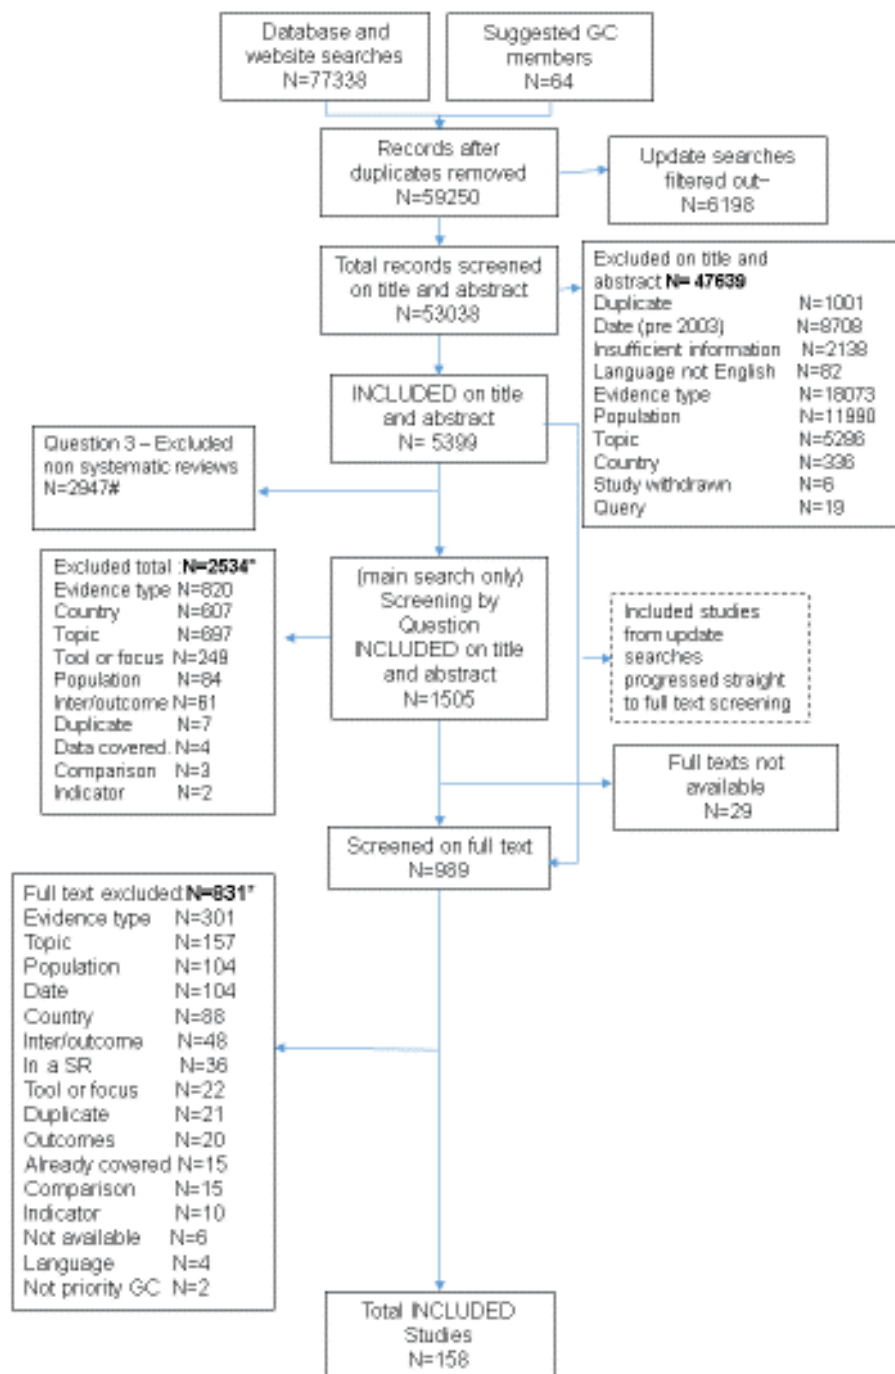 Database and
website searches
N=77338
Suggested GC
members
N=64
Records after
duplicates removed
N=59250
Update searches
filtered out~
N=6198
Total records screened
on title and abstract
N=53038
Excluded on title and
abstract N= 47639
Duplicate N=1001
Date (pre 2003) N=8708
Insufficient information N=2138
Language not English N=82
Evidence type N=18073
Population N=11990
Topic N=5286
Country N=336
Study withdrawn N=6
Query N=19
INCLUDED on title
and abstract
N= 5399
Question 3 – Excluded
non systematic reviews
N=2947#
Excluded total :N=2534*
Evidence type N=820
Country N=607
Topic N=697
Tool or focus N=249
Population N=84
Inter/outcome N=61
Duplicate N=7
Data covered. N=4
Comparison N=3
Indicator N=2
(main search only)
Screening by
Question
INCLUDED on title
and abstract
N=1505
Included studies
from update
searches
progressed straight
to full text screening
Full texts not
available
N=29
Screened on full text
N=989
Full text excluded:N=831*
Evidence type N=301
Topic N=157
Population N=104
Date N=104
Country N=88
Inter/outcome N=48
In a SR N=36
Tool or focus N=22
Duplicate N=21
Outcomes N=20
Already covered N=15
Comparison N=15
Indicator N=10
Not available N=6
Language N=4
Not priority GC N=2
Total INCLUDED
Studies
N=158